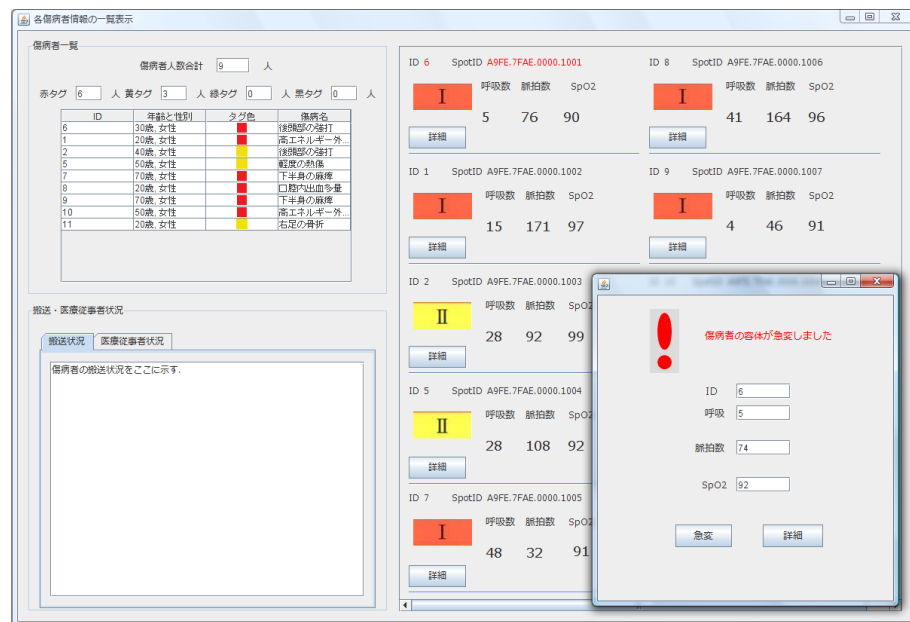 各傷病者情報の一覧表示
傷病者一覧
傷病者人数合計 9 人
赤タグ 6 人 黄タグ 3 人 緑タグ 0 人 黒タグ 0 人
ID 年齢と性別 タグ色 傷病名
6 30歳, 女性 後頭部の強打
1 20歳, 女性 高エネルギー外...
2 40歳, 女性 後頭部の強打
5 50歳, 女性 軽度の熱傷
7 70歳, 女性 下半身の麻痺
8 20歳, 女性 口腔内出血多量
9 70歳, 女性 下半身の麻痺
10 50歳, 女性 高エネルギー外...
11 20歳, 女性 右足の骨折
搬送・医療従事者状況
搬送状況 医療従事者状況
傷病者の搬送状況をここに示す.
ID 6 SpotID A9FE.7FAE.0000.1001
I 呼吸数 脈拍数 SpO2
5 76 90
詳細
ID 1 SpotID A9FE.7FAE.0000.1002
I 呼吸数 脈拍数 SpO2
15 171 97
詳細
ID 2 SpotID A9FE.7FAE.0000.1003
II 呼吸数 脈拍数 SpO2
28 92 99
詳細
ID 5 SpotID A9FE.7FAE.0000.1004
II 呼吸数 脈拍数 SpO2
28 108 92
詳細
ID 7 SpotID A9FE.7FAE.0000.1005
I 呼吸数 脈拍数 SpO2
48 32 91
詳細
ID 8 SpotID A9FE.7FAE.0000.1006
I 呼吸数 脈拍数 SpO2
41 164 96
詳細
ID 9 SpotID A9FE.7FAE.0000.1007
I 呼吸数 脈拍数 SpO2
4 46 91
詳細
傷病者の容体が急変しました
ID 6
呼吸 5
脈拍数 74
SpO2 92
急変 詳細